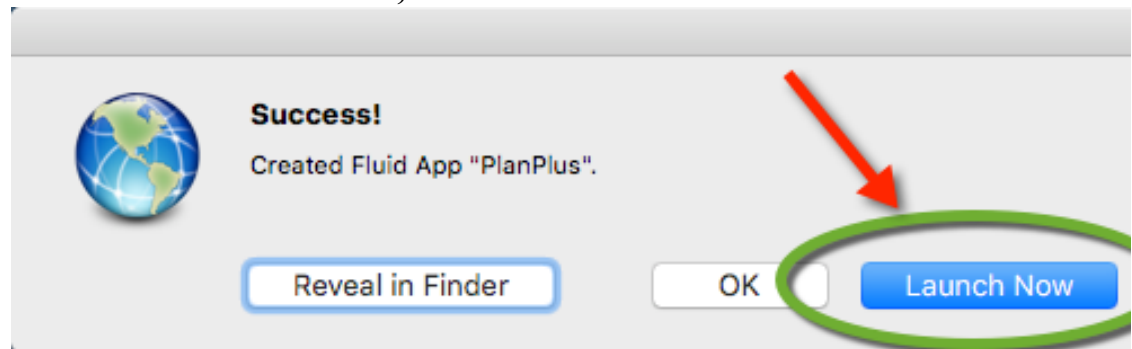 Success!
Created Fluid App "PlanPlus".
Reveal in Finder OK Launch Now